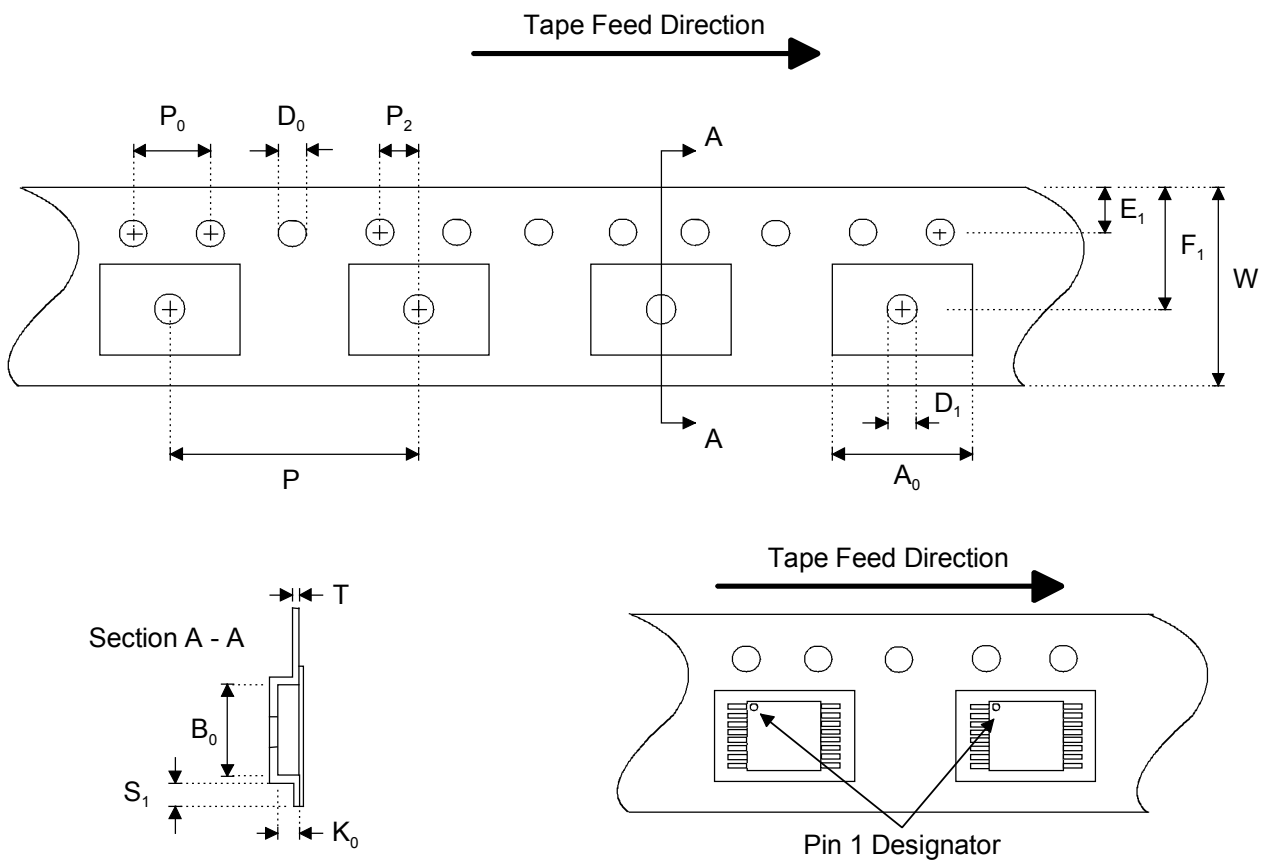 Tape Feed Direction
P₀
D₀
P₂
A
E₁
F₁
W
A
D₁
P
A₀
Tape Feed Direction
T
Section A - A
B₀
S₁
K₀
Pin 1 Designator